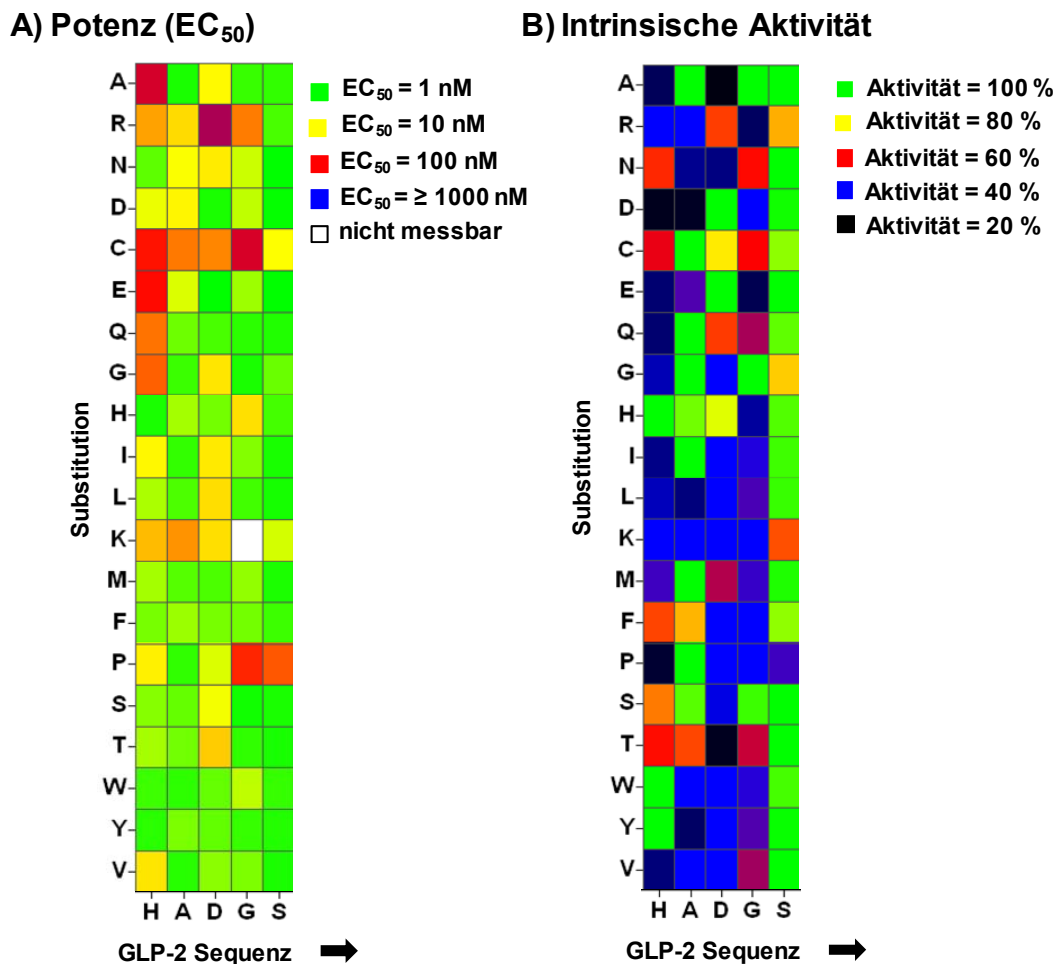 A) Potenz (EC50)
A
R
N
D
C
E
Q
G
H
I
L
K
M
F
P
S
T
W
Y
V
Substitution
H A D G S
GLP-2 Sequenz
EC50 = 1 nM
EC50 = 10 nM
EC50 = 100 nM
EC50 = ≥ 1000 nM
nicht messbar
B) Intrinsische Aktivität
A
R
N
D
C
E
Q
G
H
I
L
K
M
F
P
S
T
W
Y
V
Substitution
H A D G S
GLP-2 Sequenz
Aktivität = 100 %
Aktivität = 80 %
Aktivität = 60 %
Aktivität = 40 %
Aktivität = 20 %